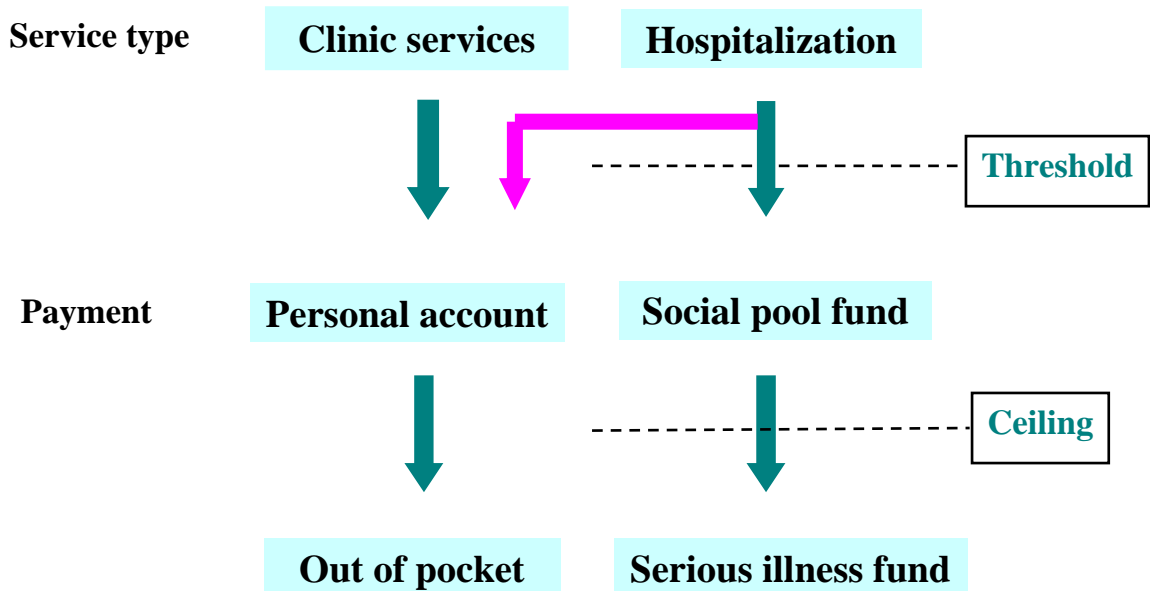 Service type
Clinic services
Hospitalization
Threshold
Payment
Personal account
Social pool fund
Ceiling
Out of pocket
Serious illness fund